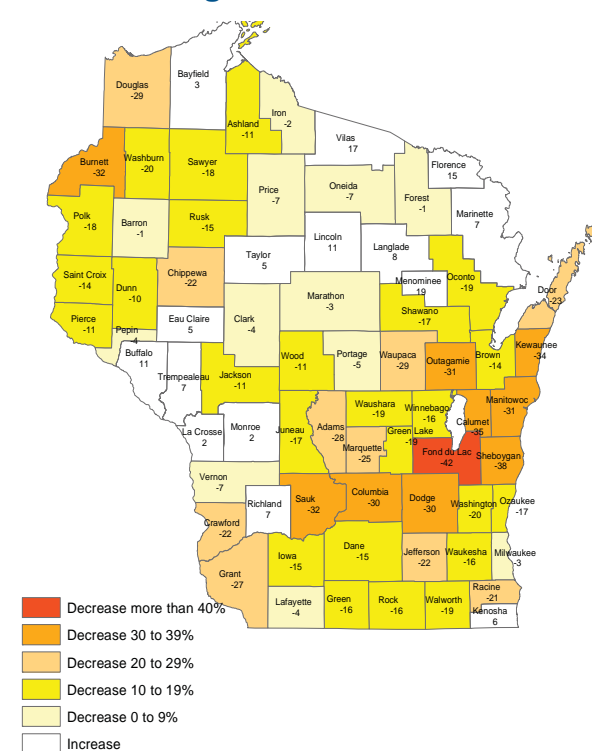 Douglas
-29
Bayfield
3
Ashland
-11
Iron
-2
Vilas
17
Florence
15
Burnett
-32
Washburn
-20
Sawyer
-18
Price
-7
Oneida
-7
Forest
-1
Marinette
7
Polk
-18
Barron
-1
Rusk
-15
Lincoln
11
Langlade
8
Taylor
5
Chippewa
-22
Saint Croix
-14
Dunn
-10
Menominee
19
Oconto
-19
Door
-23
Marathon
-3
Shawano
-17
Pierce
-11
Pepin
-4
Eau Claire
5
Clark
-4
Buffalo
11
Trempealeau
7
Jackson
-11
Wood
-11
Portage
-5
Waupaca
-29
Outagamie
-31
Brown
-14
Kewaunee
-34
Waushara
-19
Winnebago
-16
Calumet
-35
Manitowoc
-31
La Crosse
2
Monroe
2
Juneau
-17
Adams
-28
Marquette
-25
Green Lake
-19
Fond du Lac
-42
Sheboygan
-38
Vernon
-7
Richland
7
Sauk
-32
Columbia
-30
Dodge
-30
Washington
-20
Ozaukee
-17
Crawford
-22
Grant
-27
Iowa
-15
Dane
-15
Jefferson
-22
Waukesha
-16
Milwaukee
-3
Lafayette
-4
Green
-16
Rock
-16
Walworth
-19
Racine
-21
Kenosha
6
Decrease more than 40%
Decrease 30 to 39%
Decrease 20 to 29%
Decrease 10 to 19%
Decrease 0 to 9%
Increase